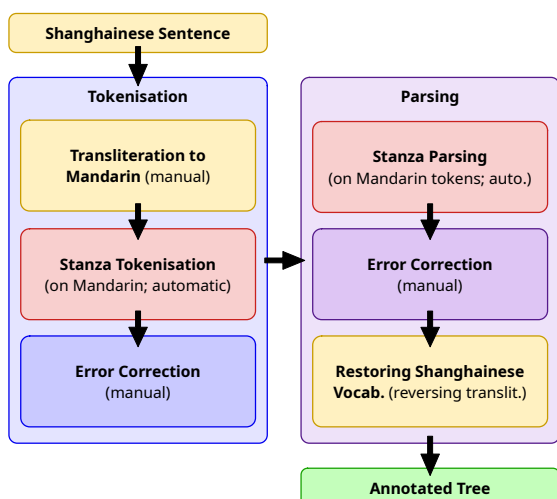 Shanghainese Sentence
Tokenisation
Transliteration to
Mandarin (manual)
Stanza Tokenisation
(on Mandarin; automatic)
Error Correction
(manual)
Parsing
Stanza Parsing
(on Mandarin tokens; auto.)
Error Correction
(manual)
Restoring Shanghainese
Vocab. (reversing translit.)
Annotated Tree